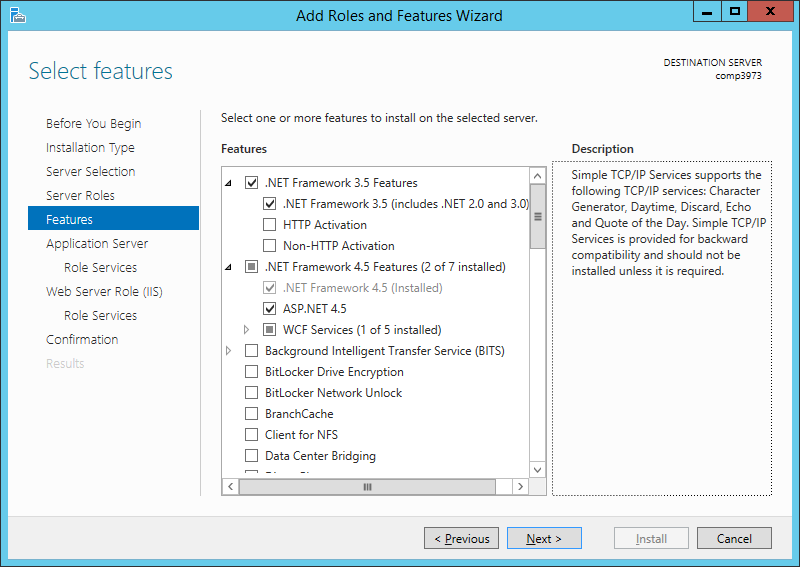 Add Roles and Features Wizard
Select features
DESTINATION SERVER
comp3973
Before You Begin
Installation Type
Server Selection
Server Roles
Features
Application Server
Role Services
Web Server Role (IIS)
Role Services
Confirmation
Results
Select one or more features to install on the selected server.
Features
.NET Framework 3.5 Features
.NET Framework 3.5 (includes .NET 2.0 and 3.0)
HTTP Activation
Non-HTTP Activation
.NET Framework 4.5 Features (2 of 7 installed)
.NET Framework 4.5 (Installed)
ASP.NET 4.5
WCF Services (1 of 5 installed)
Background Intelligent Transfer Service (BITS)
BitLocker Drive Encryption
BitLocker Network Unlock
BranchCache
Client for NFS
Data Center Bridging
Description
Simple TCP/IP Services supports the
following TCP/IP services: Character
Generator, Daytime, Discard, Echo
and Quote of the Day. Simple TCP/IP
Services is provided for backward
compatibility and should not be
installed unless it is required.
< Previous
Next >
Install
Cancel